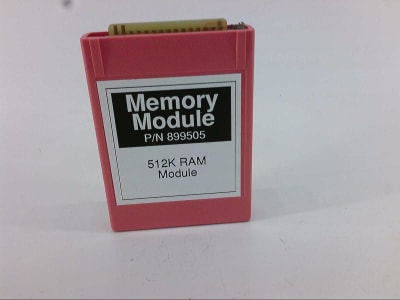 Memory
Module
P/N 899505
512K RAM
Module